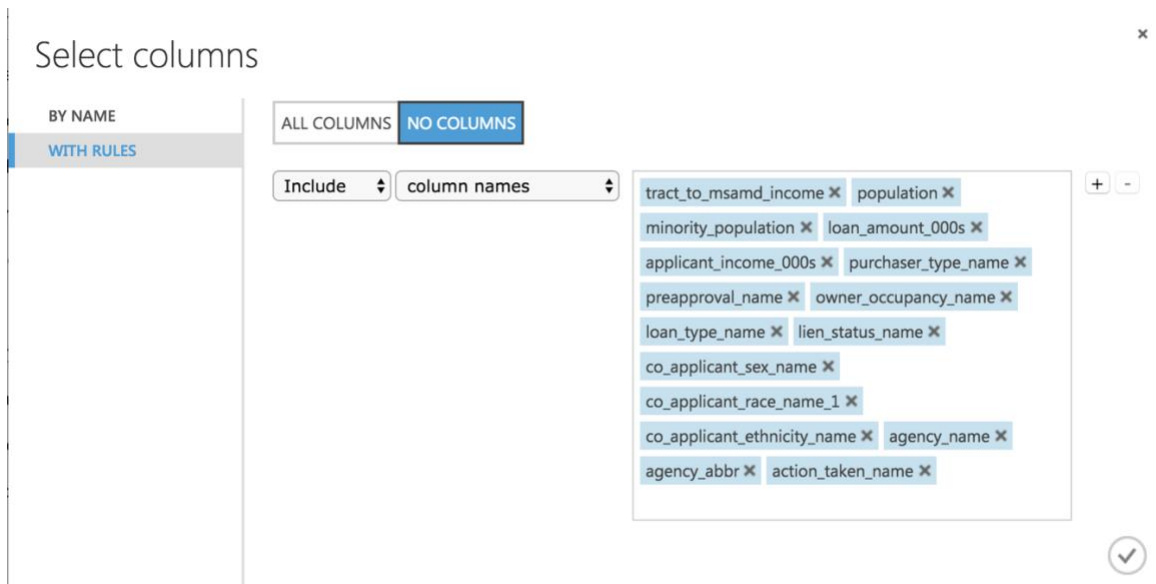 Select columns
BY NAME
WITH RULES
ALL COLUMNS NO COLUMNS
Include column names
tract_to_msamd_income population
minority_population loan_amount_000s
applicant_income_000s purchaser_type_name
preapproval_name owner_occupancy_name
loan_type_name lien_status_name
co_applicant_sex_name
co_applicant_race_name_1
co_applicant_ethnicity_name agency_name
agency_abbr action_taken_name